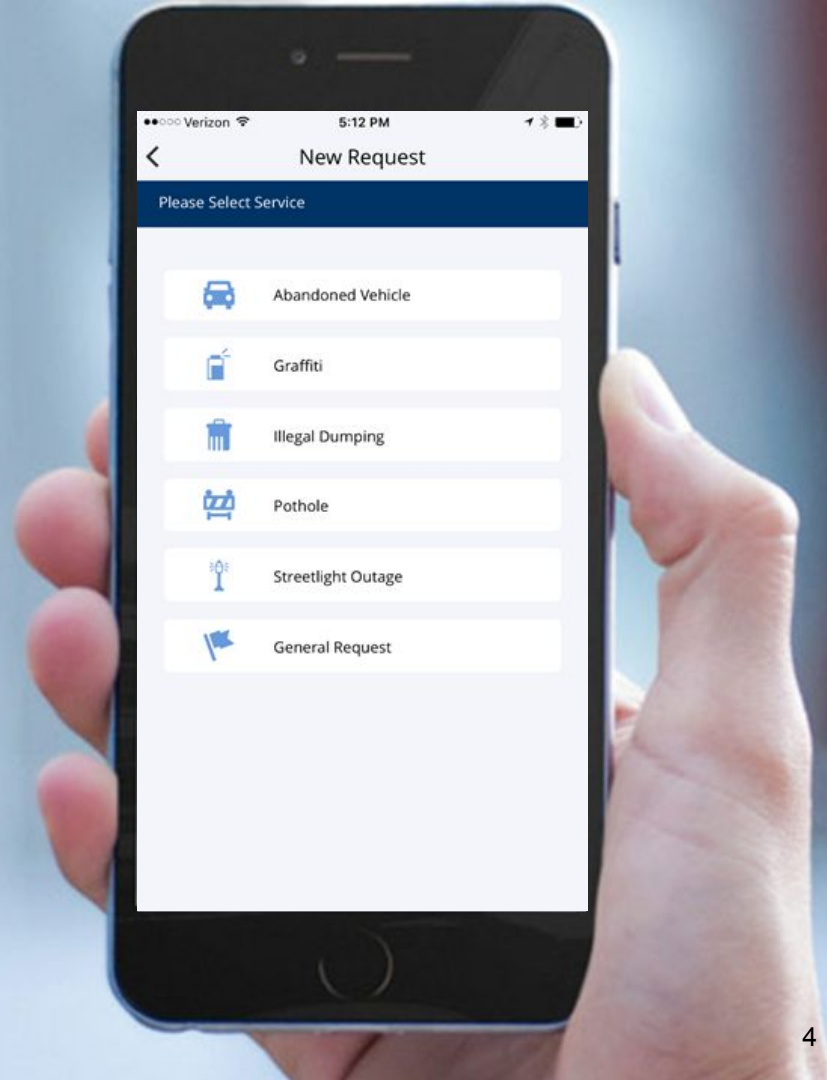 Verizon
5:12 PM
New Request
Please Select Service
Abandoned Vehicle
Graffiti
Illegal Dumping
Pothole
Streetlight Outage
General Request
4